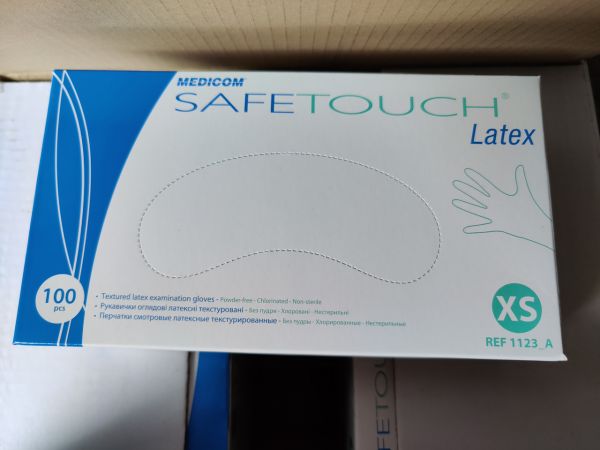 MEDICOM
SAFETOUCH®
Latex
100
pcs
• Textured latex examination gloves - Powder-free - Chlorinated - Non-sterile
• Рукавички оглядові латексні текстуровані - Без пудри - Хлоровані - Нестерильні
• Перчатки смотровые латексные текстурированные - Без пудры - Хлорированные - Нестерильные
XS
REF 1123_A
SAFETOU